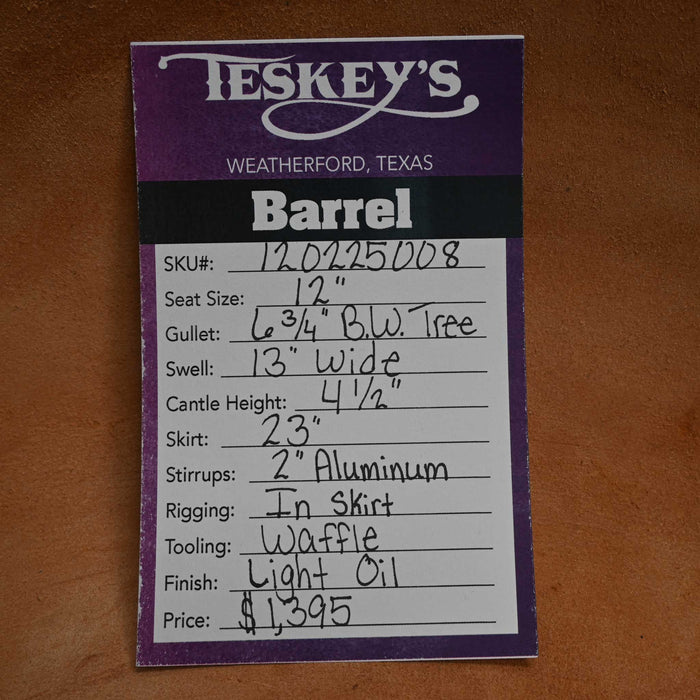 TESKEY'S
WEATHERFORD, TEXAS
Barrel
SKU#: 120225008
Seat Size: 12"
Gullet: 6 3/4" B.W. Tree
Swell: 13" Wide
Cantle Height: 4 1/2"
Skirt: 23"
Stirrups: 2" Aluminum
Rigging: In Skirt
Tooling: Waffle
Finish: Light Oil
Price: $1,395